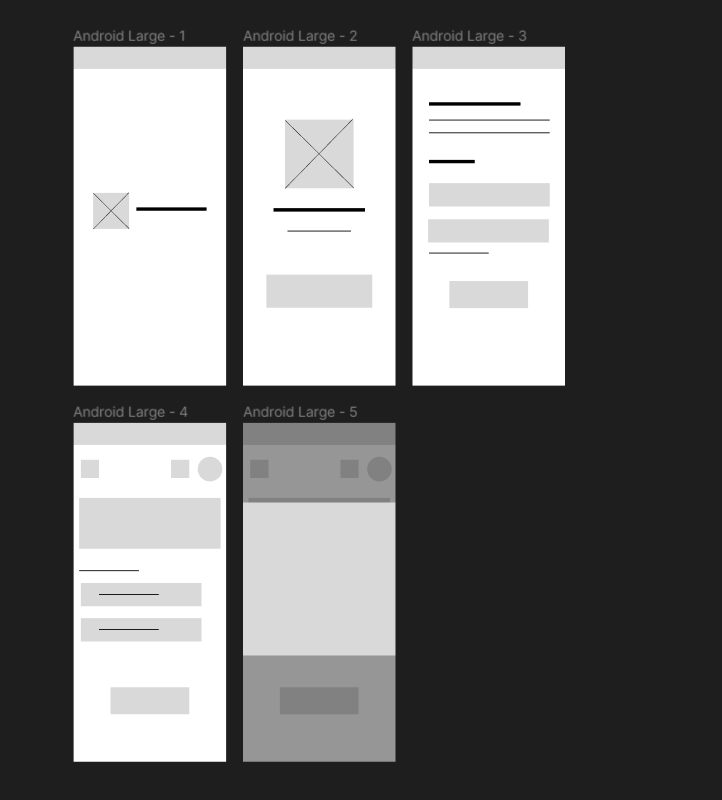 Android Large - 1
Android Large - 2
Android Large - 3
Android Large - 4
Android Large - 5